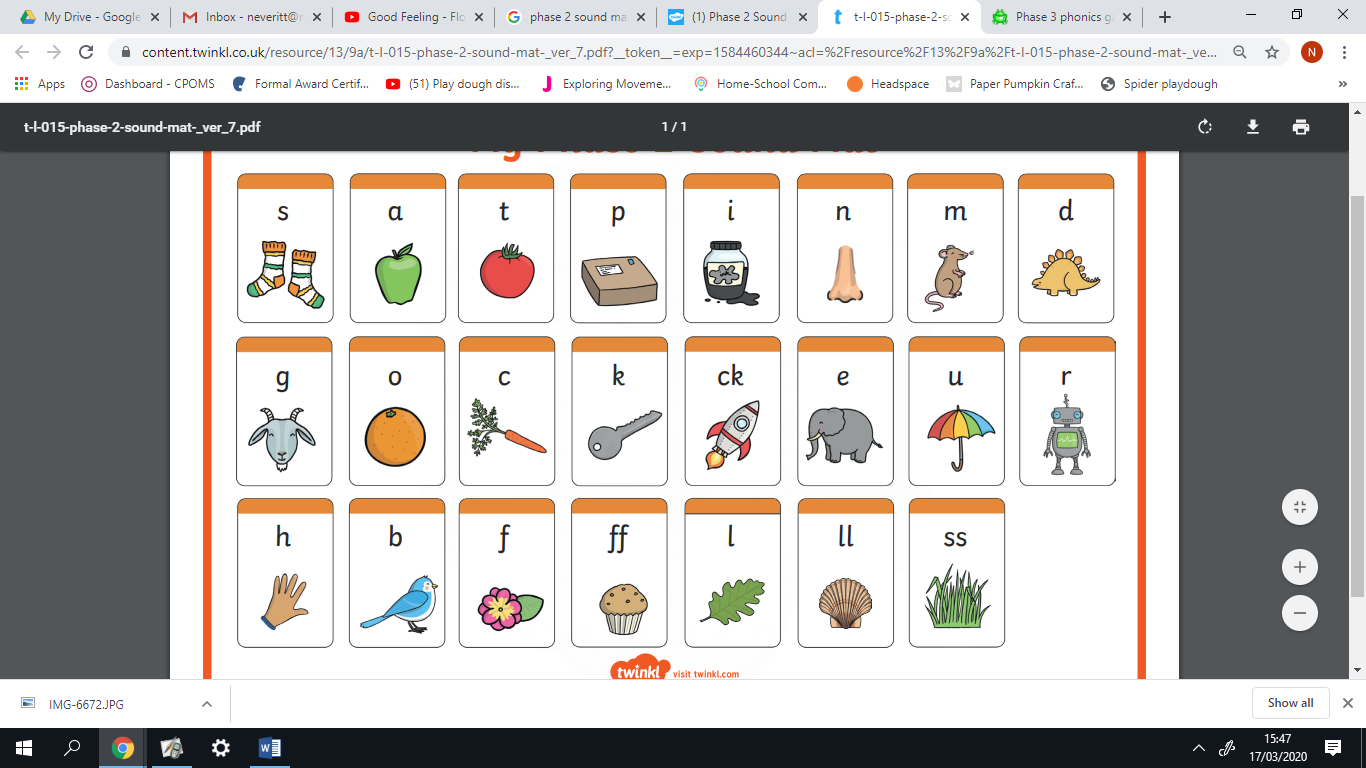 My Drive - Google
Inbox - neveritt@
Good Feeling - Flo
phase 2 sound ma
(1) Phase 2 Sound
t-l-015-phase-2-so
Phase 3 phonics g
content.twinkl.co.uk/resource/13/9a/t-l-015-phase-2-sound-mat-_ver_7.pdf?__token__=exp=1584460344~acl=%2Fresource%2F13%2F9a%2Ft-l-015-phase-2-sound-mat-_ve...
N
Apps
Dashboard - CPOMS
Formal Award Certif...
(51) Play dough dis...
Exploring Moveme...
Home-School Com...
Headspace
Paper Pumpkin Craf...
Spider playdough
»
t-l-015-phase-2-sound-mat-_ver_7.pdf
1 / 1
s a t p i n m d
g o c k ck e u r
h b f ff l ll ss
twinkl visit twinkl.com
IMG-6672.JPG
Show all
15:47
17/03/2020